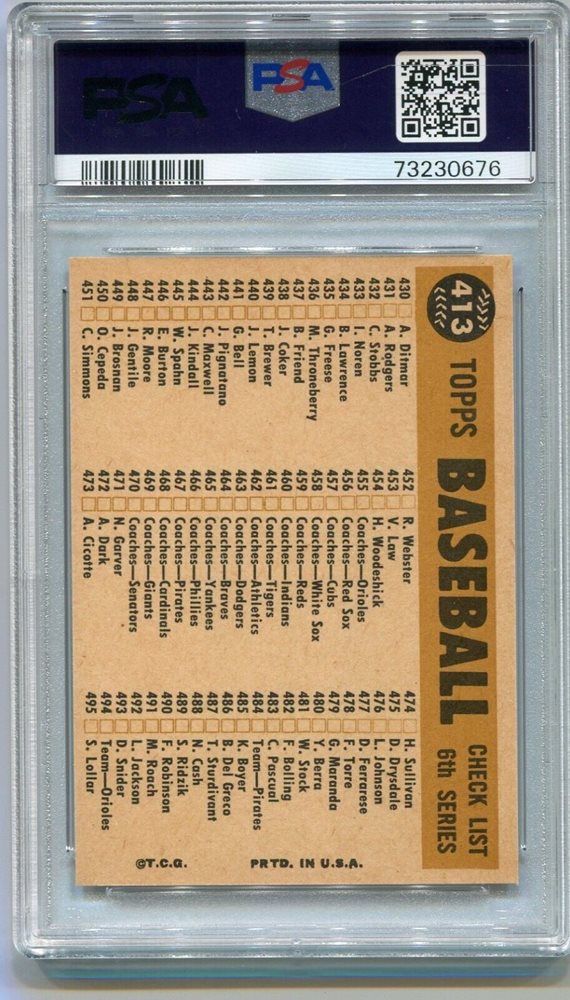 PSA
PSA
73230676
413
TOPPS BASEBALL
CHECK LIST
6th SERIES
430 A. Ditmar
431 A. Rodgers
432 C. Stobbs
433 I. Noren
434 B. Lawrence
435 G. Freese
436 M. Throneberry
437 B. Friend
438 J. Coker
439 T. Brewer
440 J. Lemon
441 G. Bell
442 J. Pignatano
443 C. Maxwell
444 J. Kindall
445 W. Spahn
446 E. Burton
447 R. Moore
448 J. Gentile
449 J. Brosnan
450 O. Cepeda
451 C. Simmons
452 R. Webster
453 V. Law
454 H. Woodeshick
455 Coaches—Orioles
456 Coaches—Red Sox
457 Coaches—Cubs
458 Coaches—White Sox
459 Coaches—Reds
460 Coaches—Indians
461 Coaches—Tigers
462 Coaches—Athletics
463 Coaches—Dodgers
464 Coaches—Braves
465 Coaches—Yankees
466 Coaches—Phillies
467 Coaches—Pirates
468 Coaches—Cardinals
469 Coaches—Giants
470 Coaches—Senators
471 N. Garver
472 A. Dark
473 A. Cicotte
474 H. Sullivan
475 D. Drysdale
476 L. Johnson
477 D. Ferrarese
478 F. Torre
479 G. Maranda
480 Y. Berra
481 W. Stock
482 F. Bolling
483 C. Pascual
484 Team—Pirates
485 K. Boyer
486 B. Del Greco
487 T. Sturdivant
488 N. Cash
489 S. Ridzik
490 F. Robinson
491 M. Roach
492 L. Jackson
493 D. Snider
494 Team—Orioles
495 S. Lollar
©T.C.G.
PRTD. IN U.S.A.